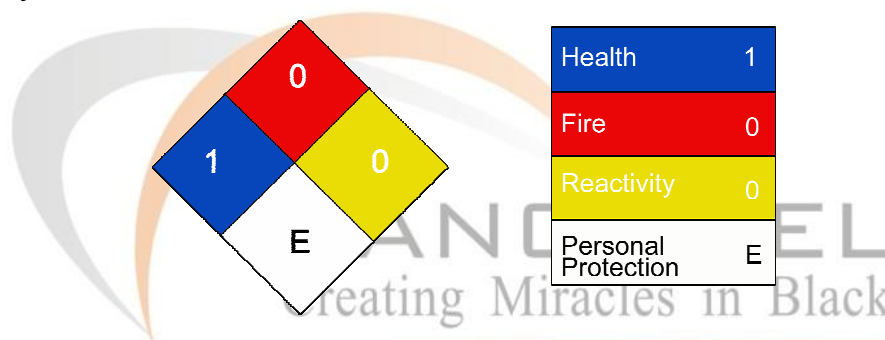 0
1 0
E
Health 1
Fire 0
Reactivity 0
Personal
Protection E
Creating Miracles in Black